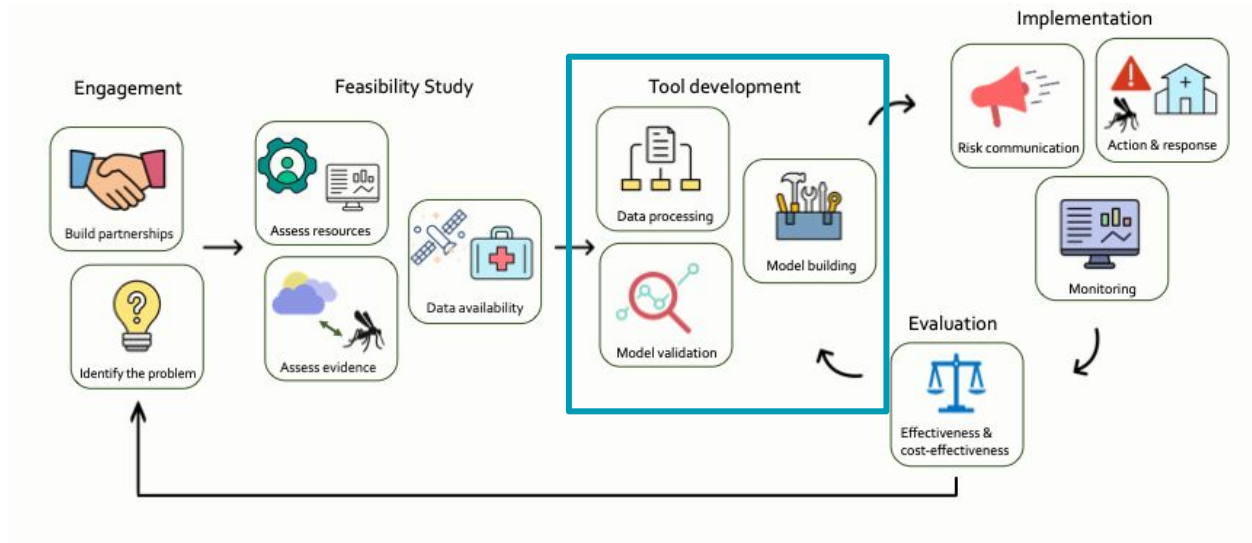 Engagement
Build partnerships
Identify the problem
Feasibility Study
Assess resources
Assess evidence
Data availability
Tool development
Data processing
Model validation
Model building
Implementation
Risk communication
Action & response
Monitoring
Evaluation
Effectiveness &
cost-effectiveness